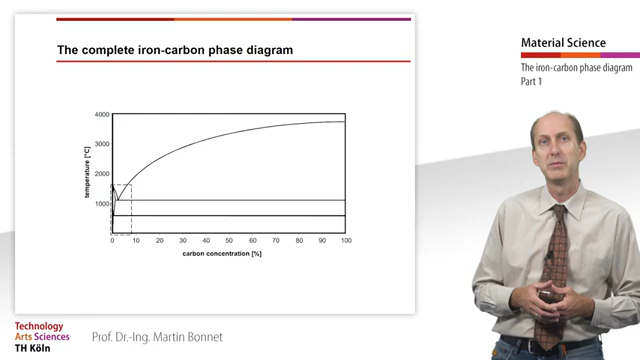 The complete iron-carbon phase diagram
4000
3000
2000
1000
temperature [°C]
0 10 20 30 40 50 60 70 80 90 100
carbon concentration [%]
Material Science
The iron-carbon phase diagram
Part 1
Technology
Arts Sciences
TH Köln
Prof. Dr.-Ing. Martin Bonnet